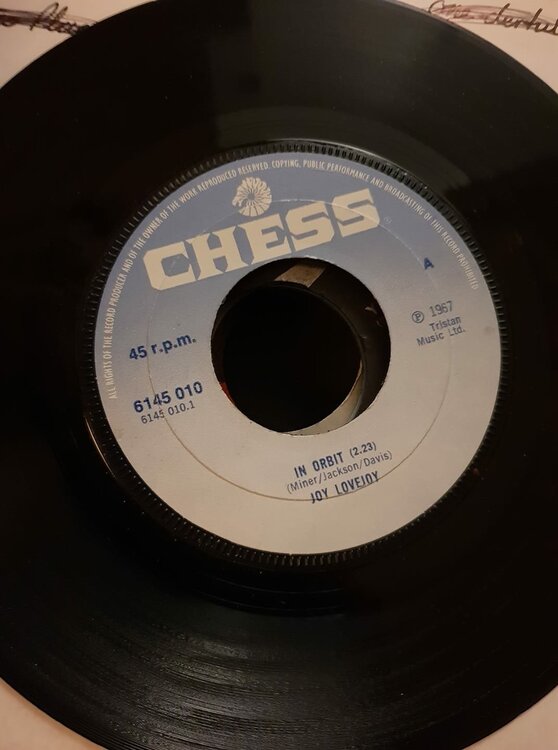 ALL RIGHTS OF THE RECORD PRODUCER AND OF THE OWNER OF THE WORK REPRODUCED RESERVED. COPYING, PUBLIC PERFORMANCE AND BROADCASTING OF THIS RECORD PROHIBITED
CHESS
A
℗ 1967
Tristan
Music Ltd.
45 r.p.m.
6145 010
6145 010.1
IN ORBIT (2.23)
(Miner/Jackson/Davis)
JOY LOVEJOY